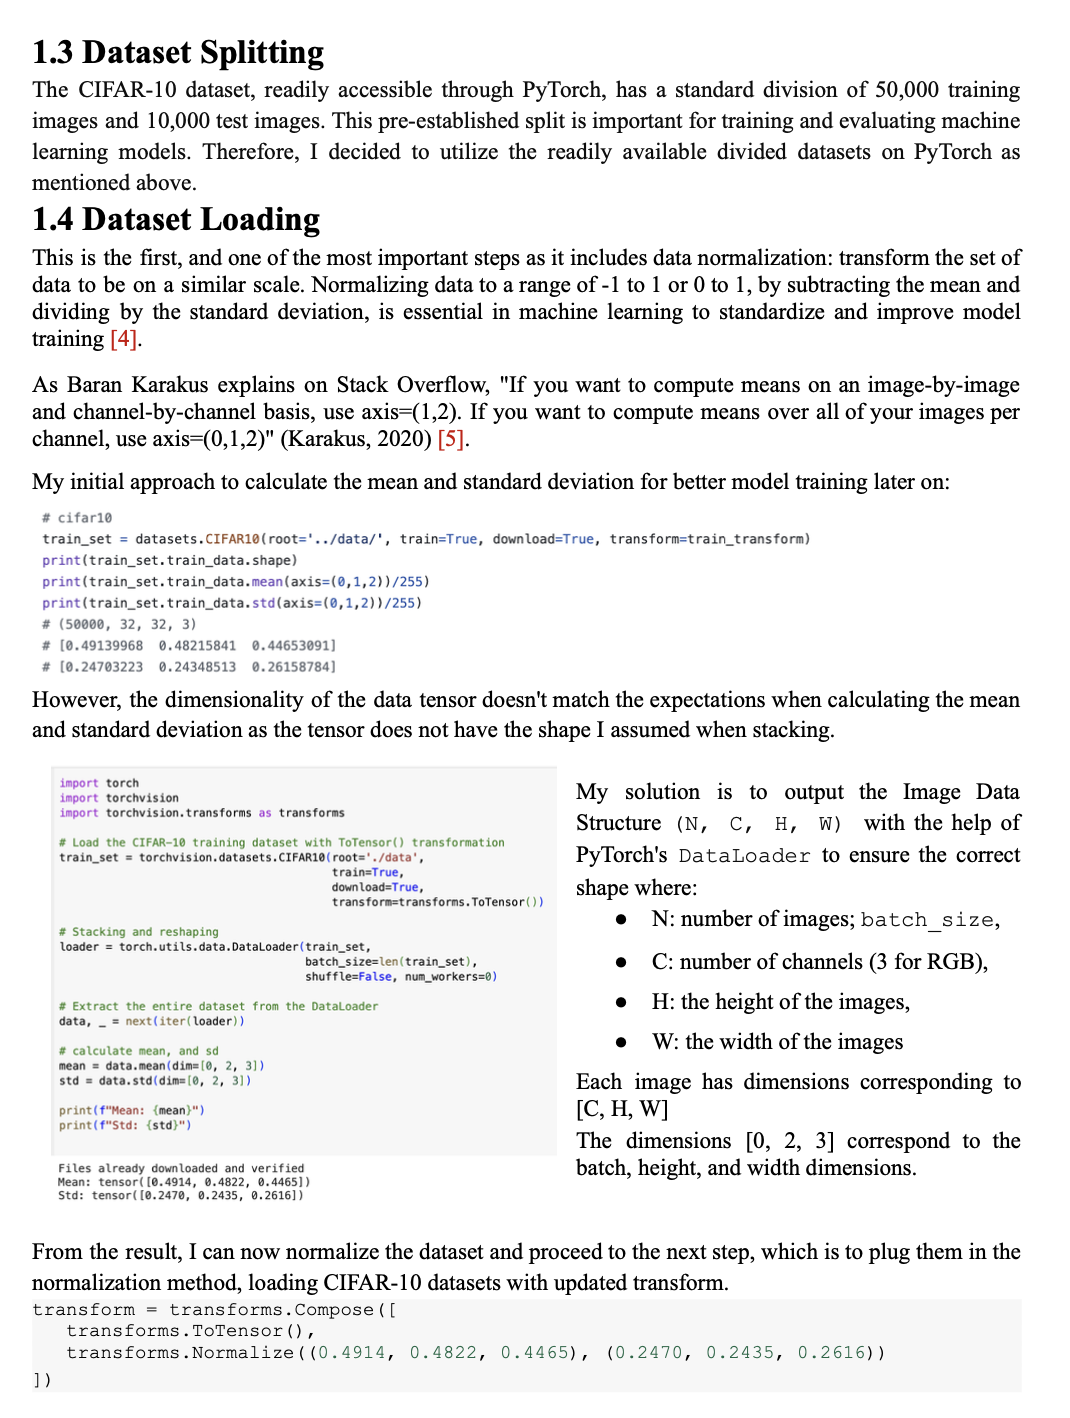 1.3 Dataset Splitting
The CIFAR-10 dataset, readily accessible through PyTorch, has a standard division of 50,000 training
images and 10,000 test images. This pre-established split is important for training and evaluating machine
learning models. Therefore, I decided to utilize the readily available divided datasets on PyTorch as
mentioned above.
1.4 Dataset Loading
This is the first, and one of the most important steps as it includes data normalization: transform the set of
data to be on a similar scale. Normalizing data to a range of -1 to 1 or 0 to 1, by subtracting the mean and
dividing by the standard deviation, is essential in machine learning to standardize and improve model
training [4].
As Baran Karakus explains on Stack Overflow, "If you want to compute means on an image-by-image
and channel-by-channel basis, use axis=(1,2). If you want to compute means over all of your images per
channel, use axis=(0,1,2)" (Karakus, 2020) [5].
My initial approach to calculate the mean and standard deviation for better model training later on:
# cifar10
train_set = datasets.CIFAR10(root='../data/', train=True, download=True, transform=train_transform)
print(train_set.train_data.shape)
print(train_set.train_data.mean(axis=(0,1,2))/255)
print(train_set.train_data.std(axis=(0,1,2))/255)
# (50000, 32, 32, 3)
# [0.49139968  0.48215841  0.44653091]
# [0.24703223  0.24348513  0.26158784]
However, the dimensionality of the data tensor doesn't match the expectations when calculating the mean
and standard deviation as the tensor does not have the shape I assumed when stacking.
import torch
import torchvision
import torchvision.transforms as transforms
# Load the CIFAR-10 training dataset with ToTensor() transformation
train_set = torchvision.datasets.CIFAR10(root='./data',
train=True,
download=True,
transform=transforms.ToTensor())
# Stacking and reshaping
loader = torch.utils.data.DataLoader(train_set,
batch_size=len(train_set),
shuffle=False, num_workers=0)
# Extract the entire dataset from the DataLoader
data, _ = next(iter(loader))
# calculate mean, and sd
mean = data.mean(dim=[0, 2, 3])
std = data.std(dim=[0, 2, 3])
print(f"Mean: {mean}")
print(f"Std: {std}")
Files already downloaded and verified
Mean: tensor([0.4914, 0.4822, 0.4465])
Std: tensor([0.2470, 0.2435, 0.2616])
My solution is to output the Image Data
Structure (N, C, H, W) with the help of
PyTorch's DataLoader to ensure the correct
shape where:
● N: number of images; batch_size,
● C: number of channels (3 for RGB),
● H: the height of the images,
● W: the width of the images
Each image has dimensions corresponding to
[C, H, W]
The dimensions [0, 2, 3] correspond to the
batch, height, and width dimensions.
From the result, I can now normalize the dataset and proceed to the next step, which is to plug them in the
normalization method, loading CIFAR-10 datasets with updated transform.
transform = transforms.Compose([
transforms.ToTensor(),
transforms.Normalize((0.4914, 0.4822, 0.4465), (0.2470, 0.2435, 0.2616))
])